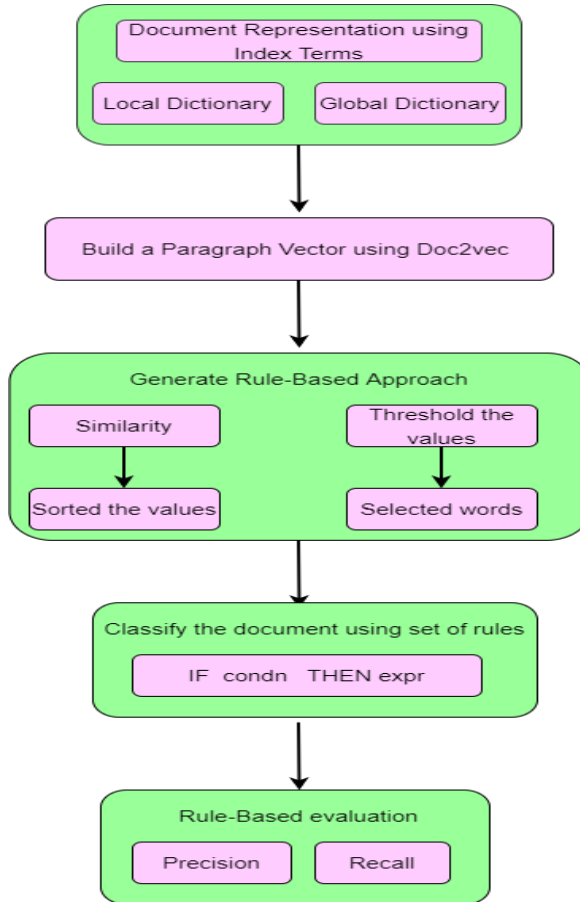 Document Representation using
Index Terms
Local Dictionary
Global Dictionary
Build a Paragraph Vector using Doc2vec
Generate Rule-Based Approach
Similarity
Threshold the
values
Sorted the values
Selected words
Classify the document using set of rules
IF condn THEN expr
Rule-Based evaluation
Precision
Recall